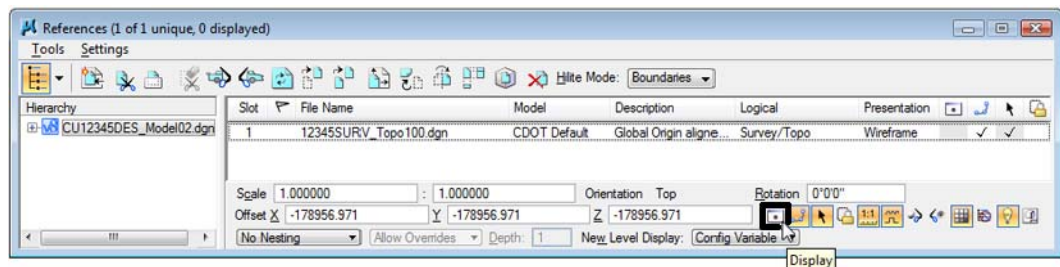 References (1 of 1 unique, 0 displayed)
Tools Settings
Hilite Mode: Boundaries
Hierarchy
CU12345DES_Model02.dgn
Slot File Name Model Description Logical Presentation
1 12345SURV_Topo100.dgn CDOT Default Global Origin aligne... Survey/Topo Wireframe
Scale 1.000000 : 1.000000 Orientation Top Rotation 0°0'0"
Offset X -178956.971 Y -178956.971 Z -178956.971 1:1
No Nesting Allow Overrides Depth: 1 New Level Display: Config Variable
Display